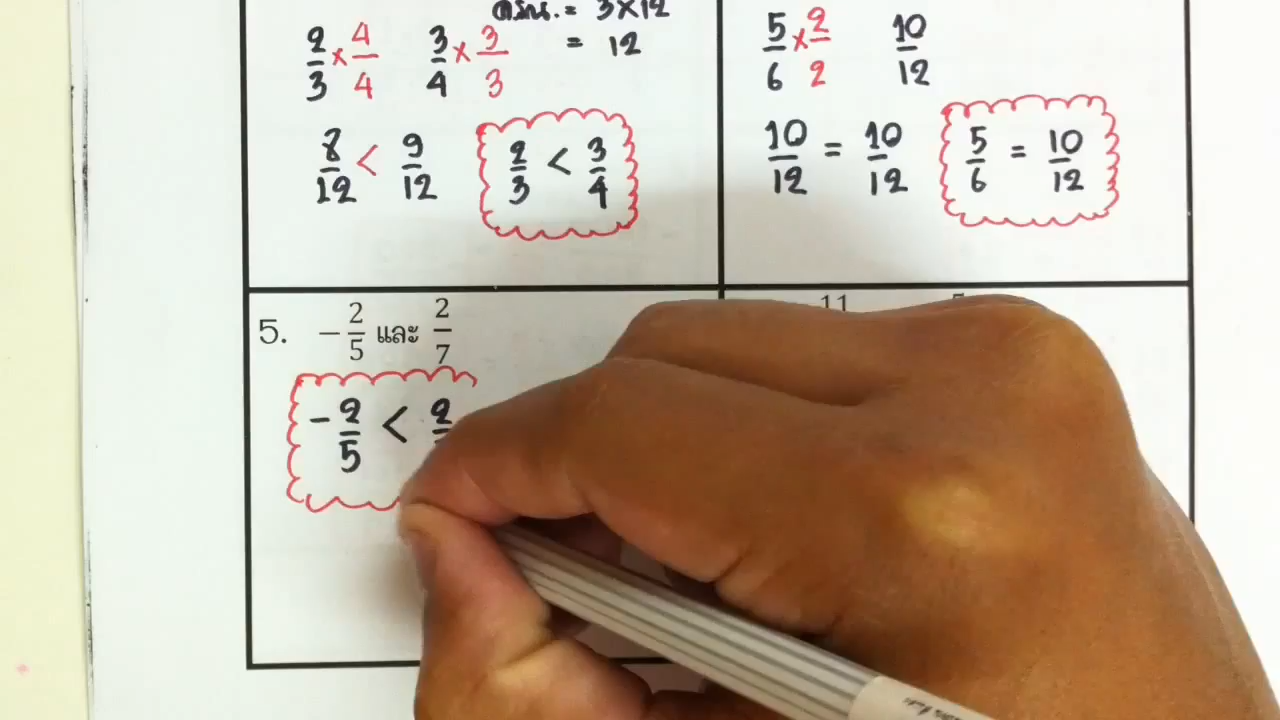 ค.ร.น. = 3×12
= 12
2/3 × 4/4 3/4 × 3/3
8/12 < 9/12 2/3 < 3/4
5/6 × 2/2 10/12
10/12 = 10/12 5/6 = 10/12
5. −2/5 และ 2/7
-2/5 < 2
11 5